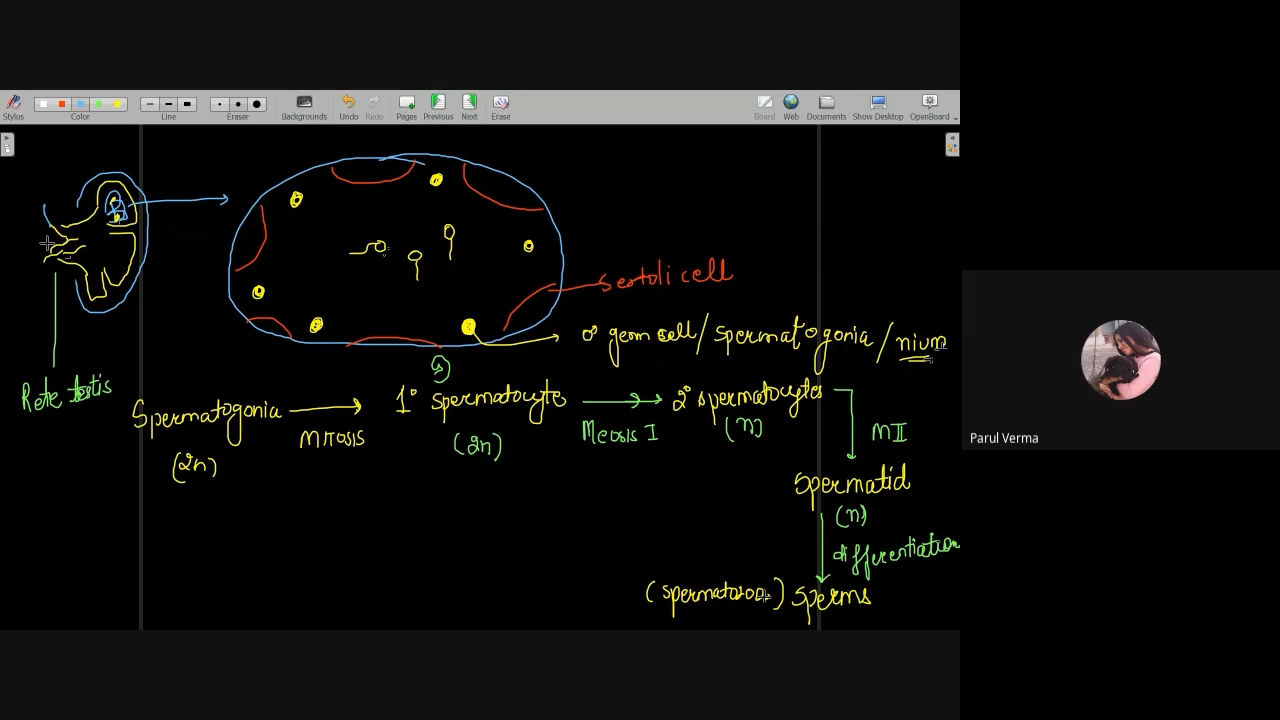 Stylus Color Line Backgrounds Undo Redo Pages Previous Next Erase Board Web Documents Show Desktop OpenBoard
Sertoli cell
♂ germ cell / spermatogonia / nium
Rete testis
Spermatogonia
(2n)
MITOSIS
1° spermatocyte
(2n)
Meosis I
2° spermatocytes
(n)
MII
Spermatid
(n)
differentiation
(spermatozoa) sperms
Parul Verma